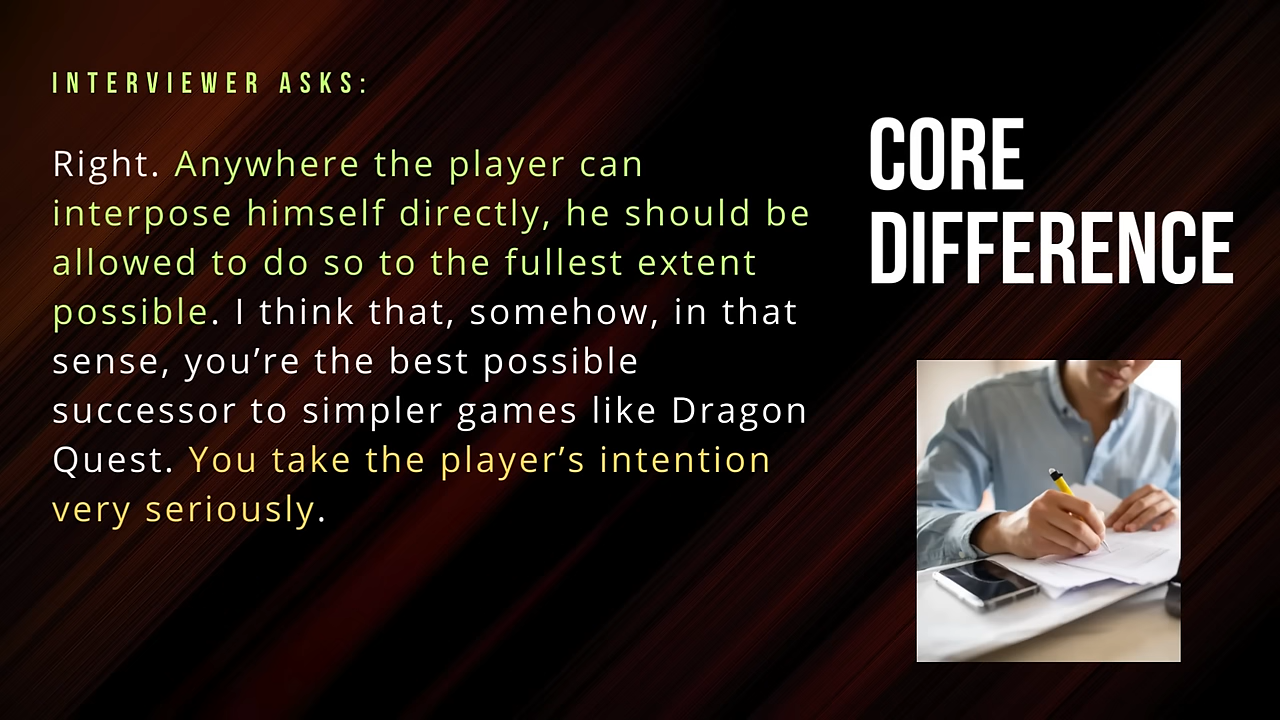 INTERVIEWER ASKS:
Right. Anywhere the player can
interpose himself directly, he should be
allowed to do so to the fullest extent
possible. I think that, somehow, in that
sense, you’re the best possible
successor to simpler games like Dragon
Quest. You take the player’s intention
very seriously.
CORE
DIFFERENCE